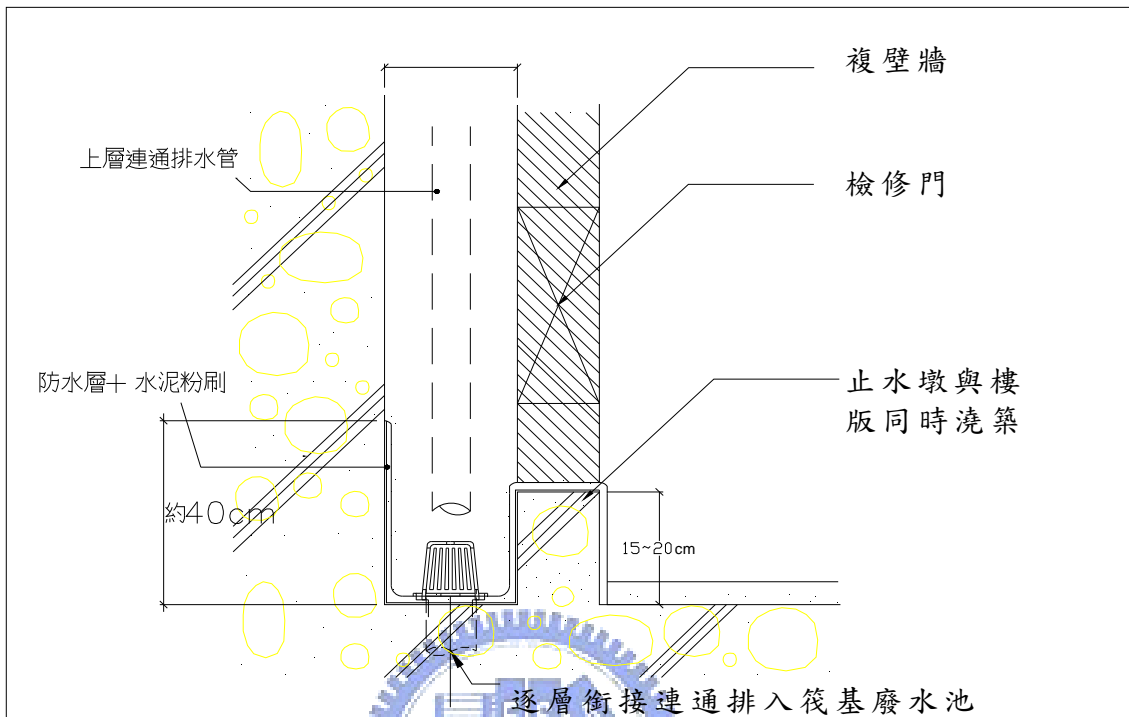 複壁牆
上層連通排水管
檢修門
防水層+ 水泥粉刷
止水墩與樓
版同時澆築
約40cm
15~20cm
逐層銜接連通排入筏基廢水池